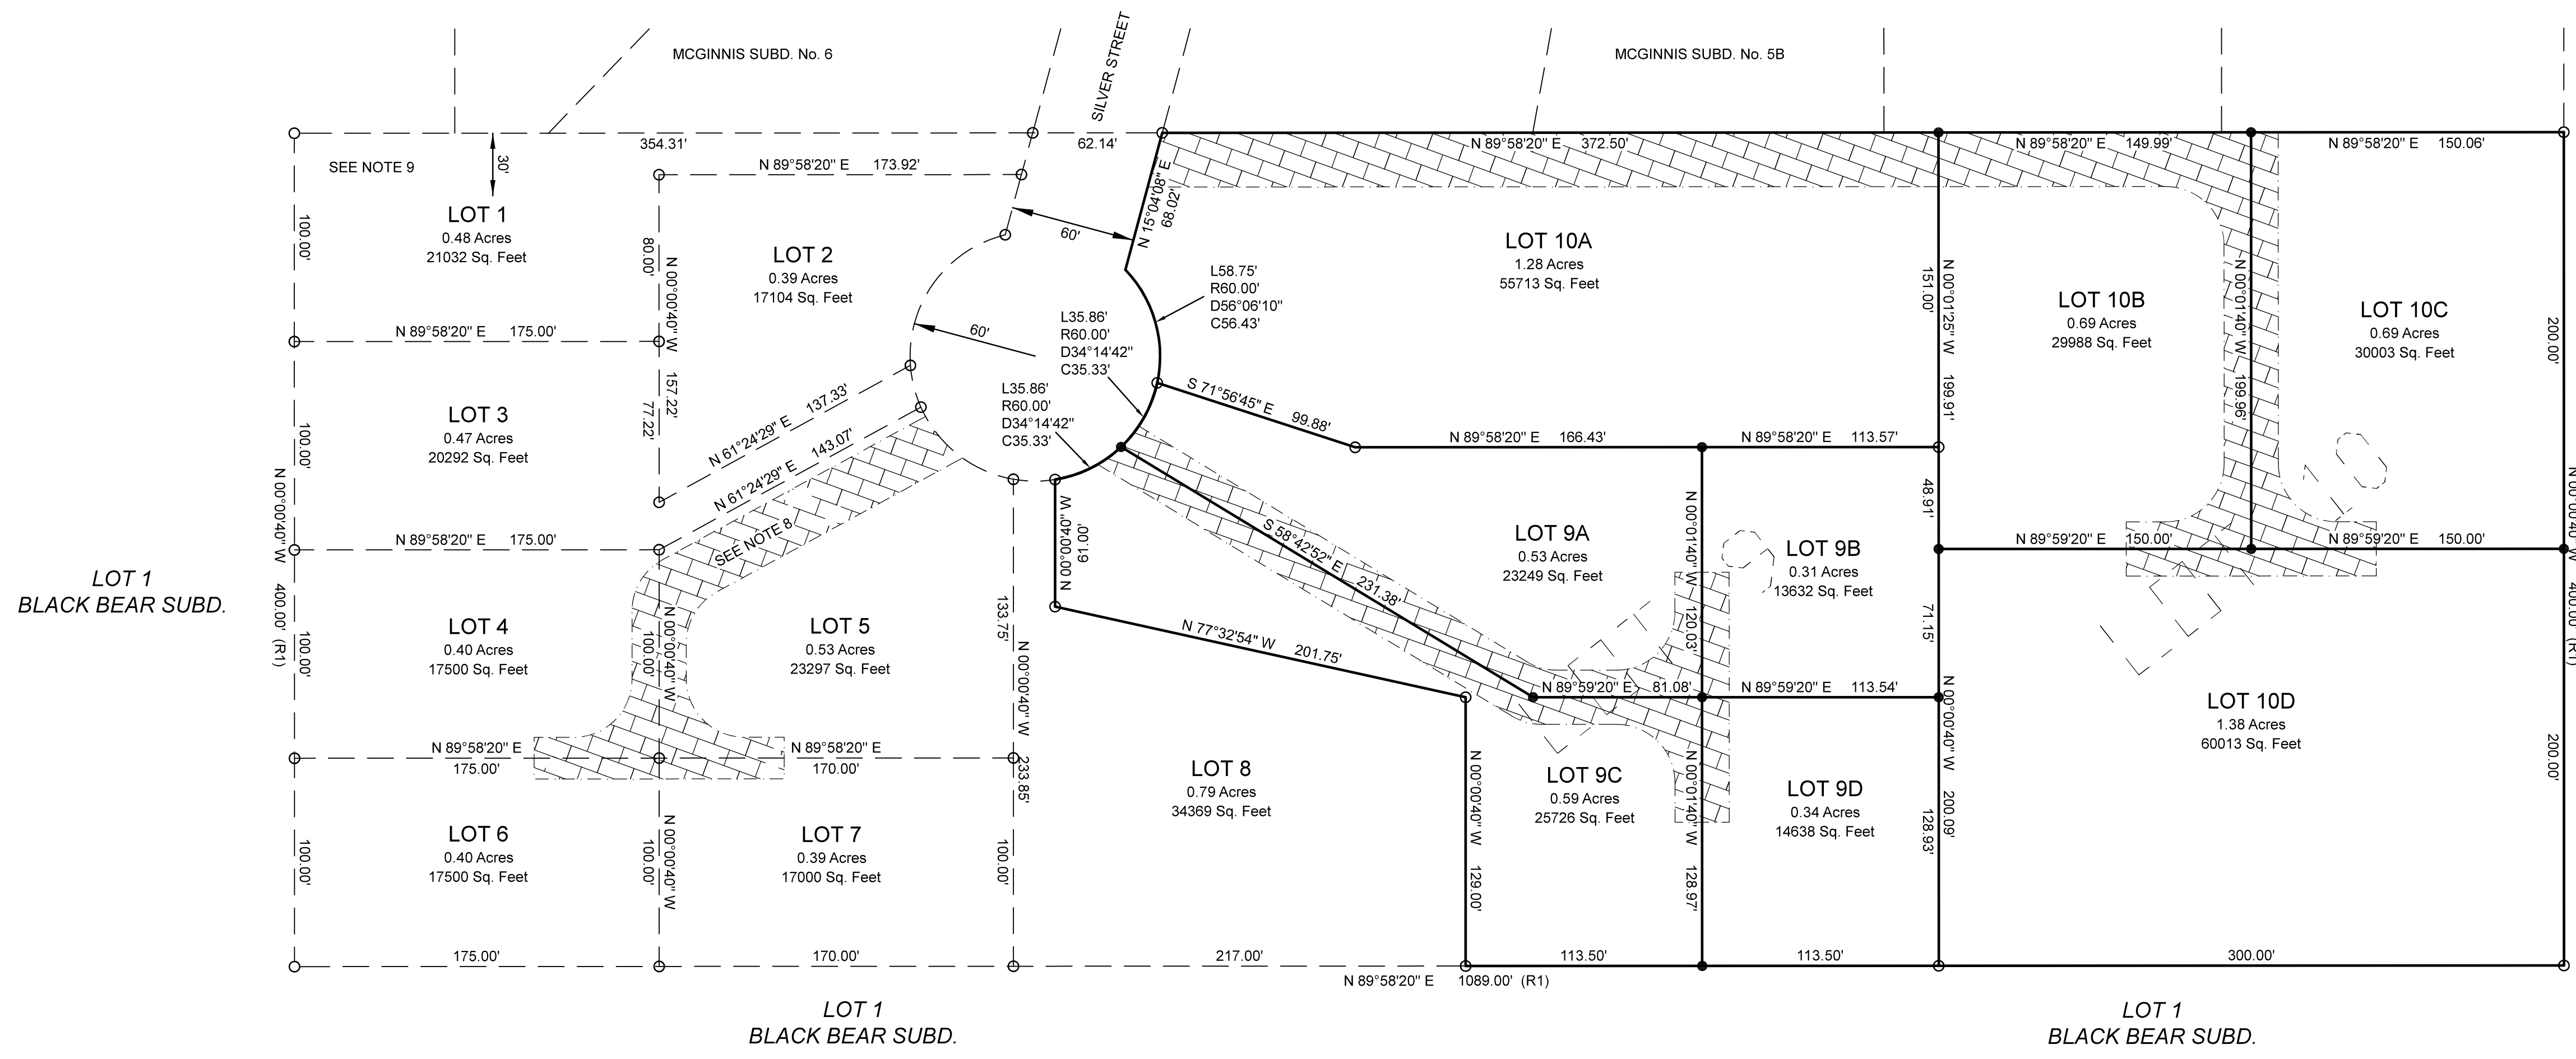 MCGINNIS SUBD. No. 6
SILVER STREET
MCGINNIS SUBD. No. 5B
354.31'
62.14'
N 89°58'20" E 372.50'
N 89°58'20" E 149.99'
N 89°58'20" E 150.06'
SEE NOTE 9
30'
N 89°58'20" E 173.92'
N 15°04'08" E
68.02'
60'
LOT 1
0.48 Acres
21032 Sq. Feet
100.00'
LOT 2
0.39 Acres
17104 Sq. Feet
80.00'
N 00°00'40" W 157.22'
77.22'
60'
L58.75'
R60.00'
D56°06'10"
C56.43'
L35.86'
R60.00'
D34°14'42"
C35.33'
L35.86'
R60.00'
D34°14'42"
C35.33'
LOT 10A
1.28 Acres
55713 Sq. Feet
151.00'
N 00°01'25" W 199.91'
48.91'
LOT 10B
0.69 Acres
29988 Sq. Feet
N 00°01'40" W 199.96'
LOT 10C
0.69 Acres
30003 Sq. Feet
200.00'
N 89°58'20" E 175.00'
LOT 3
0.47 Acres
20292 Sq. Feet
100.00'
N 61°24'29" E 137.33'
N 61°24'29" E 143.07'
S 71°56'45" E 99.88'
N 89°58'20" E 166.43'
N 89°58'20" E 113.57'
N 00°00'40" W 400.00' (R1)
N 89°58'20" E 175.00'
SEE NOTE 8
N 00°00'40" W
61.00'
S 58°42'52" E 231.38'
LOT 9A
0.53 Acres
23249 Sq. Feet
N 00°01'40" W 120.03'
LOT 9B
0.31 Acres
13632 Sq. Feet
71.15'
N 89°59'20" E 150.00'
N 89°59'20" E 150.00'
N 00°00'40" W 400.00' (R1)
LOT 1
BLACK BEAR SUBD.
LOT 4
0.40 Acres
17500 Sq. Feet
100.00'
100.00'
N 00°00'40" W
LOT 5
0.53 Acres
23297 Sq. Feet
133.75'
N 00°00'40" W 233.85'
N 77°32'54" W 201.75'
N 89°59'20" E 81.08'
N 89°59'20" E 113.54'
LOT 10
LOT 9
LOT 10D
1.38 Acres
60013 Sq. Feet
200.00'
N 89°58'20" E
175.00'
N 89°58'20" E
170.00'
LOT 8
0.79 Acres
34369 Sq. Feet
N 00°00'40" W 129.00'
LOT 9C
0.59 Acres
25726 Sq. Feet
N 00°01'40" W 128.97'
LOT 9D
0.34 Acres
14638 Sq. Feet
128.93'
N 00°00'40" W 200.09'
LOT 6
0.40 Acres
17500 Sq. Feet
100.00'
100.00'
N 00°00'40" W
LOT 7
0.39 Acres
17000 Sq. Feet
100.00'
175.00'
170.00'
217.00'
113.50'
113.50'
300.00'
N 89°58'20" E 1089.00' (R1)
LOT 1
BLACK BEAR SUBD.
LOT 1
BLACK BEAR SUBD.